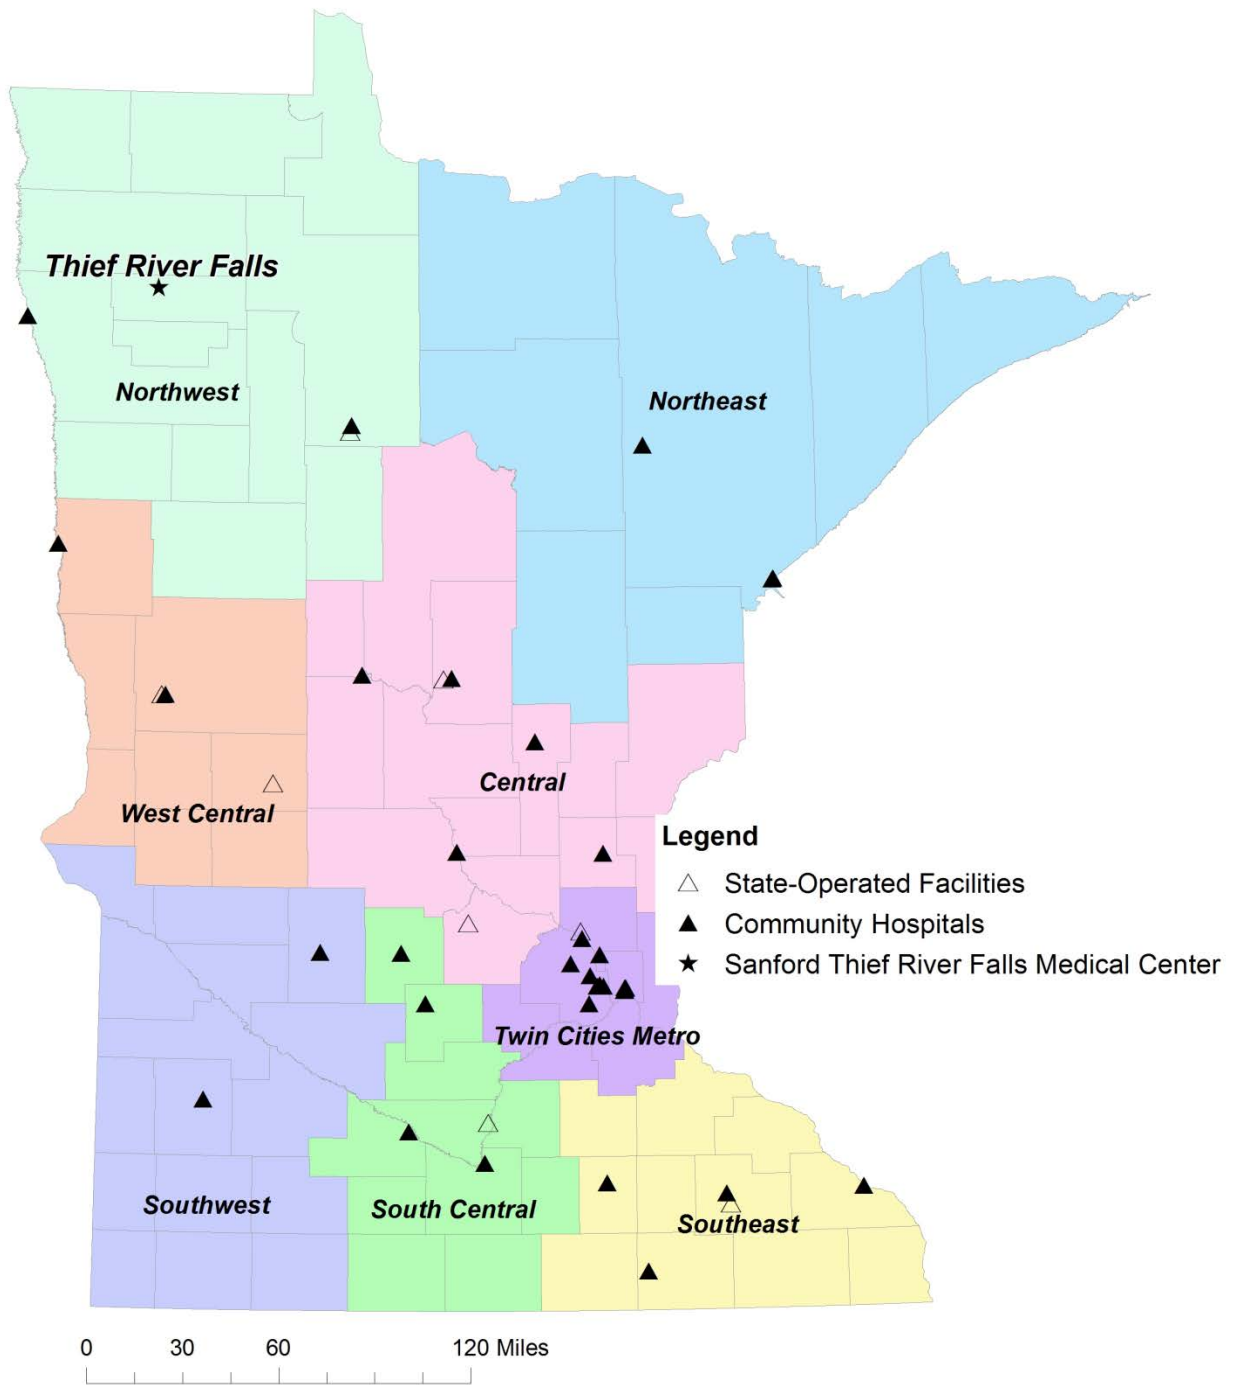 Thief River Falls
Northwest
Northeast
Central
West Central
Legend
State-Operated Facilities
Community Hospitals
Sanford Thief River Falls Medical Center
Twin Cities Metro
Southwest
South Central
Southeast
0 30 60 120 Miles